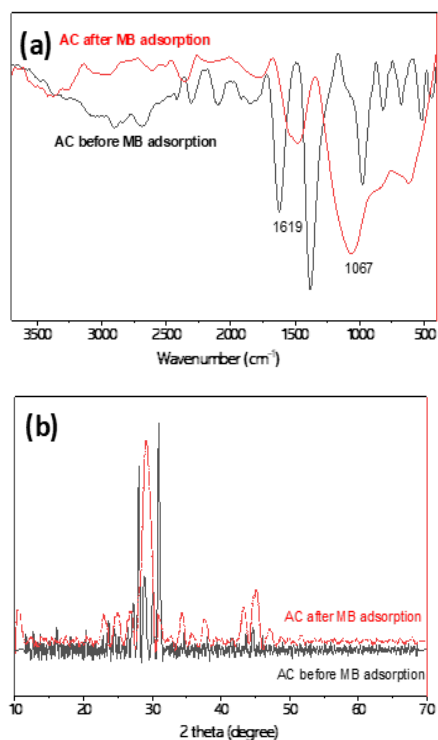 (a)
AC after MB adsorption
AC before MB adsorption
1619
1067
3500 3000 2500 2000 1500 1000 500
Wavenumber (cm⁻¹)
(b)
AC after MB adsorption
AC before MB adsorption
10 20 30 40 50 60 70
2 theta (degree)